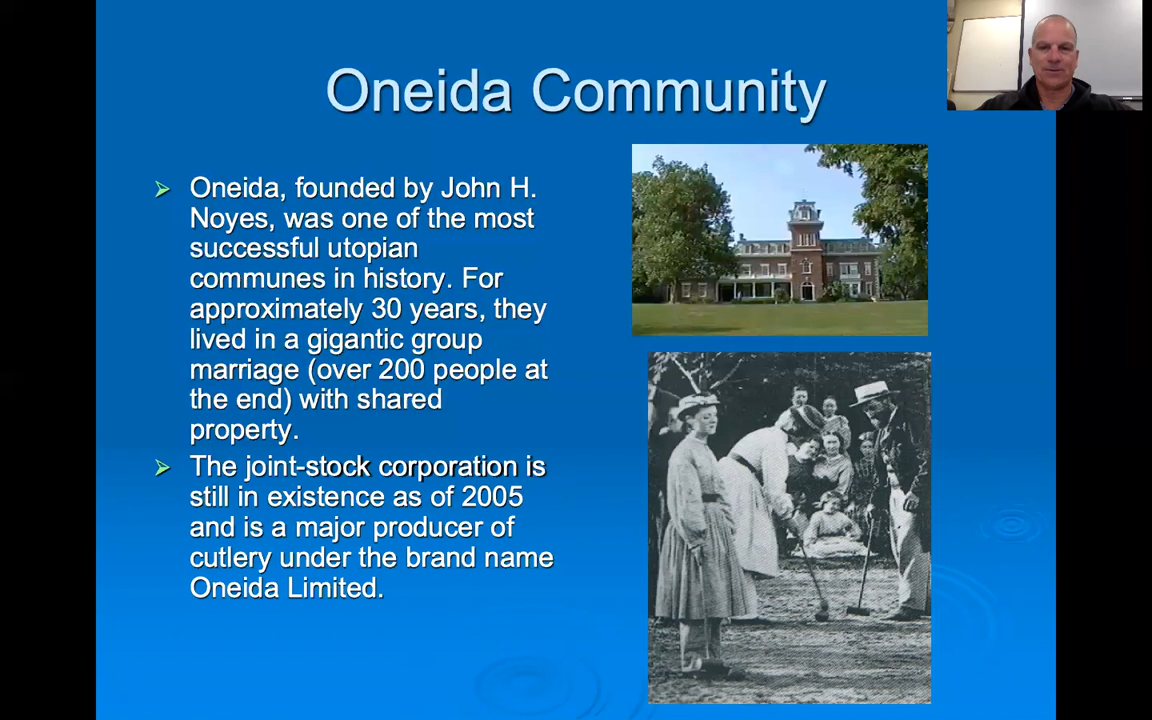 Oneida Community
Oneida, founded by John H.
Noyes, was one of the most
successful utopian
communes in history. For
approximately 30 years, they
lived in a gigantic group
marriage (over 200 people at
the end) with shared
property.
The joint-stock corporation is
still in existence as of 2005
and is a major producer of
cutlery under the brand name
Oneida Limited.